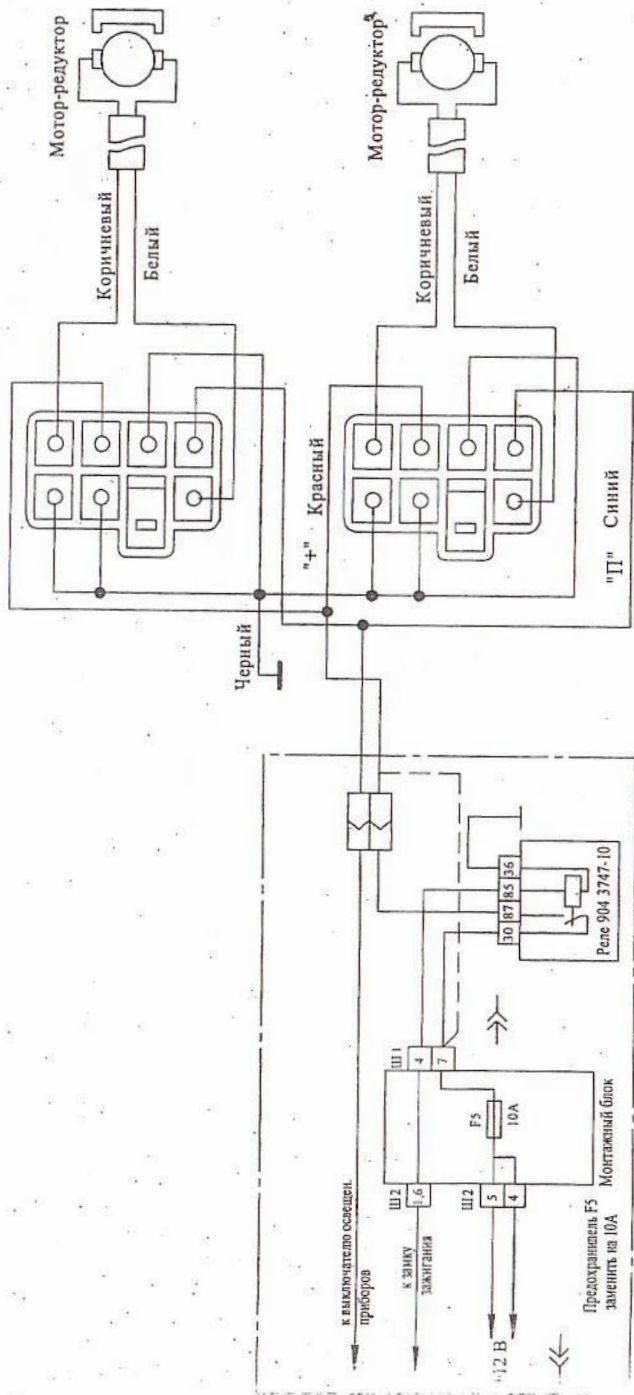 Мотор-редуктор
Мотор-редуктор
Коричневый
Белый
Коричневый
Белый
"+" Красный
"П" Синий
Черный
к выключателю освещен.
приборов
к замку
зажигания
+12 В
Ш2
1,6
Ш2
5
4
Ш1
4
7
F5
10А
Монтажный блок
Предохранитель F5
заменить на 10А
30
87
85
36
Реле 904 3747-10